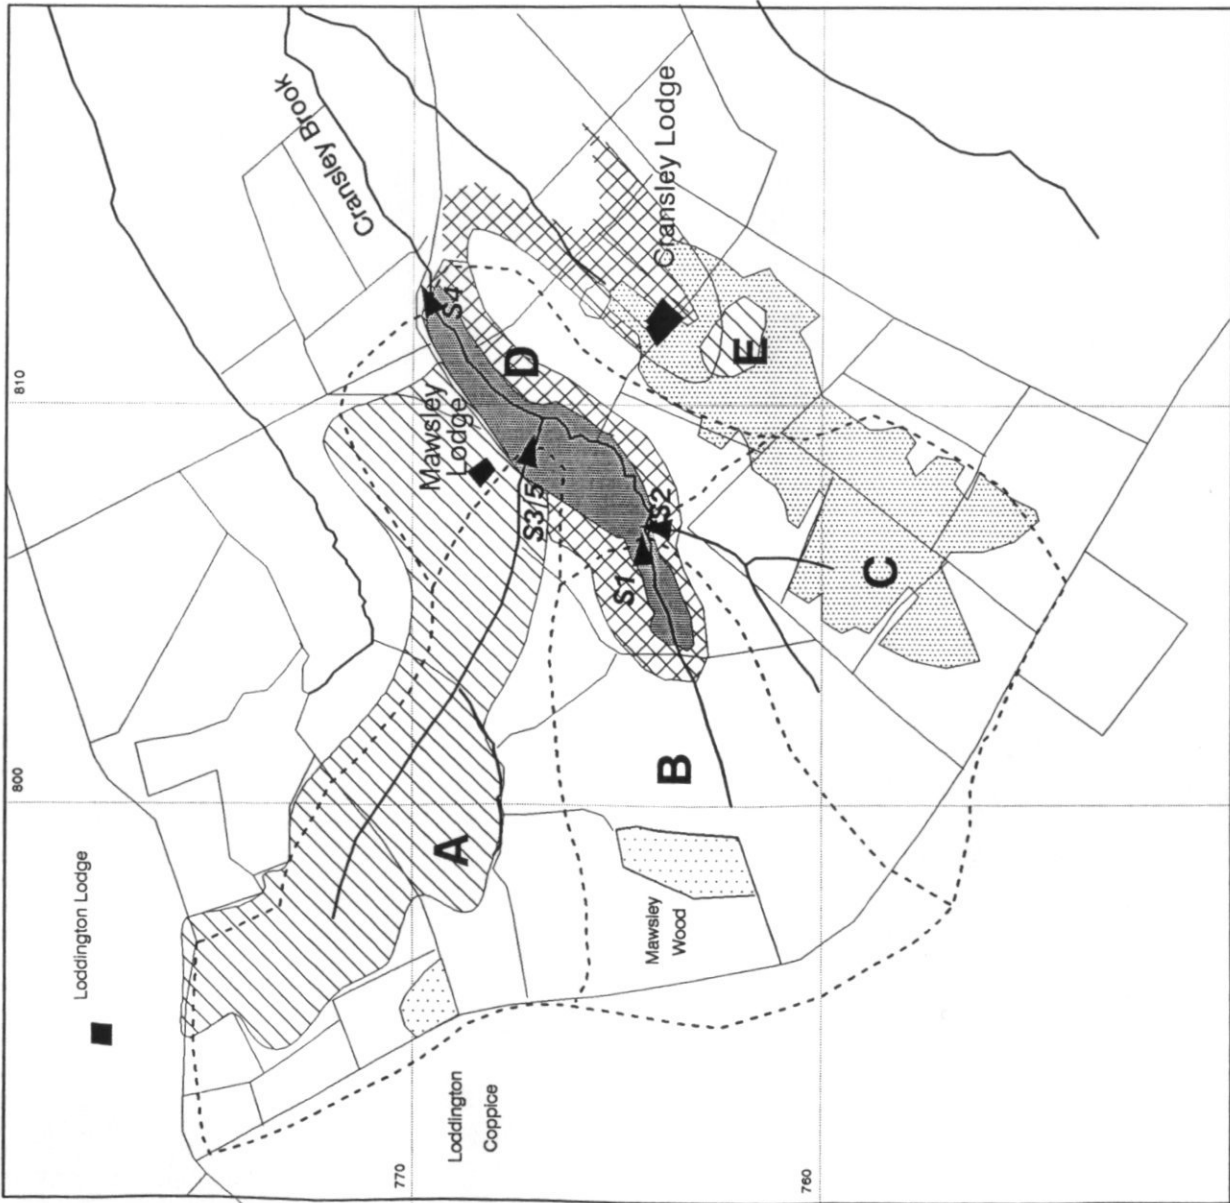 Loddington Lodge
Loddington
Coppice
Mawsley
Wood
Mawsley
Lodge
Cransley Brook
Cransley Lodge
A
B
C
D
E
S1
S2
S3/5
S4
800
810
770
760